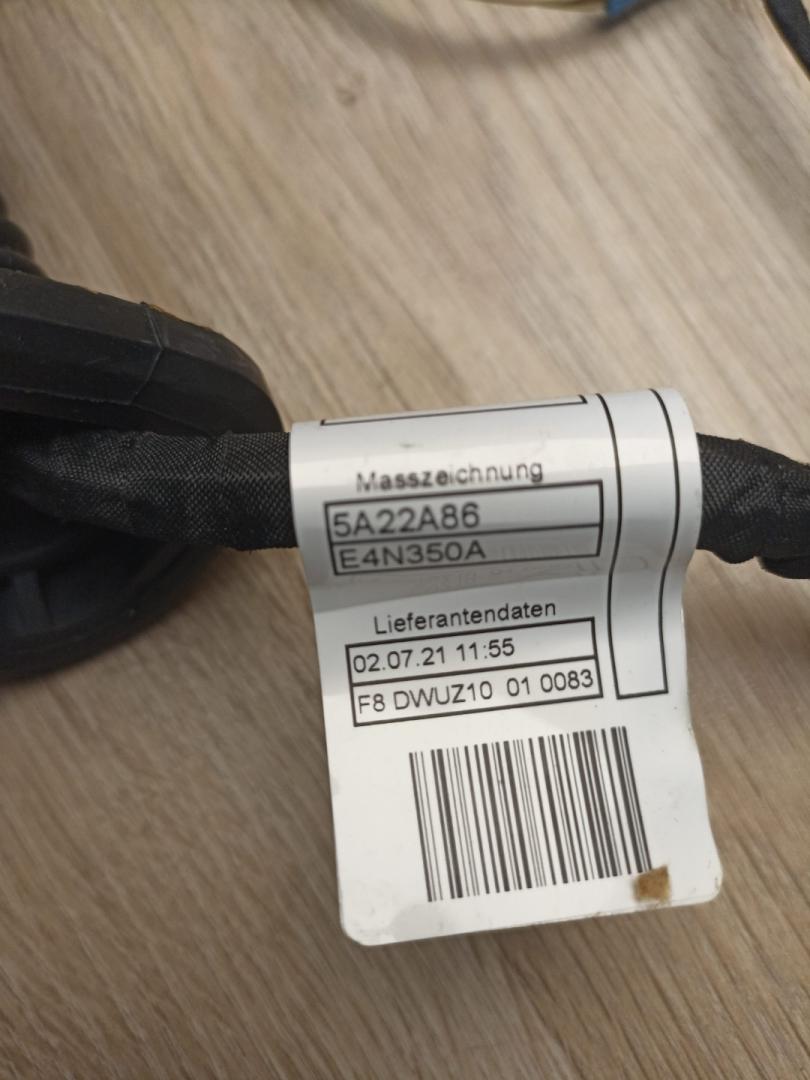 Masszeichnung
5A22A86
E4N350A
Lieferantendaten
02.07.21 11:55
F8 DWUZ10 01 0083